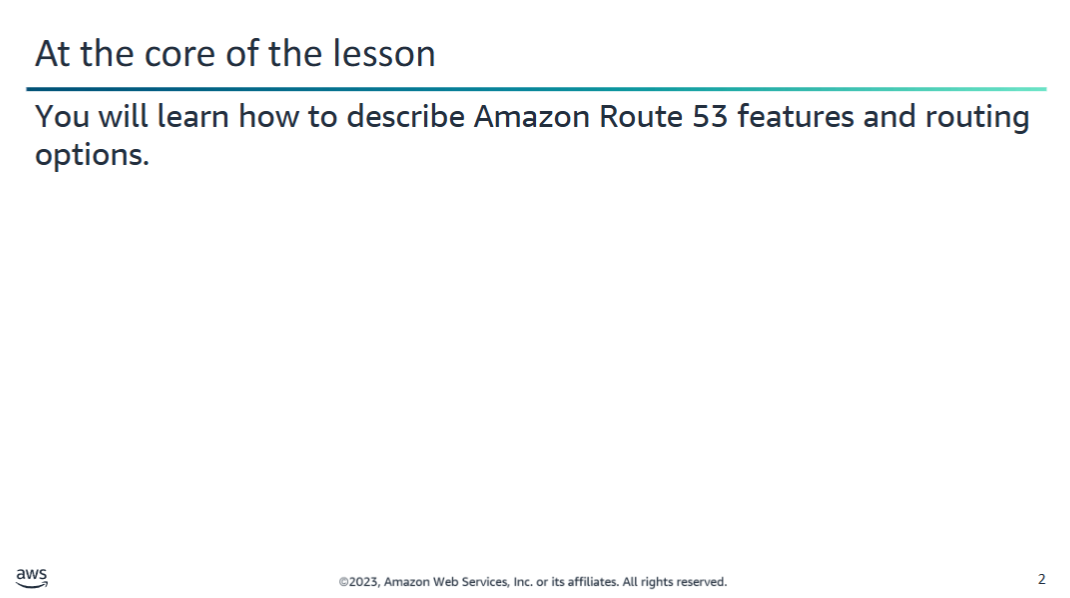 At the core of the lesson
You will learn how to describe Amazon Route 53 features and routing
options.
aws
©2023, Amazon Web Services, Inc. or its affiliates. All rights reserved.
2